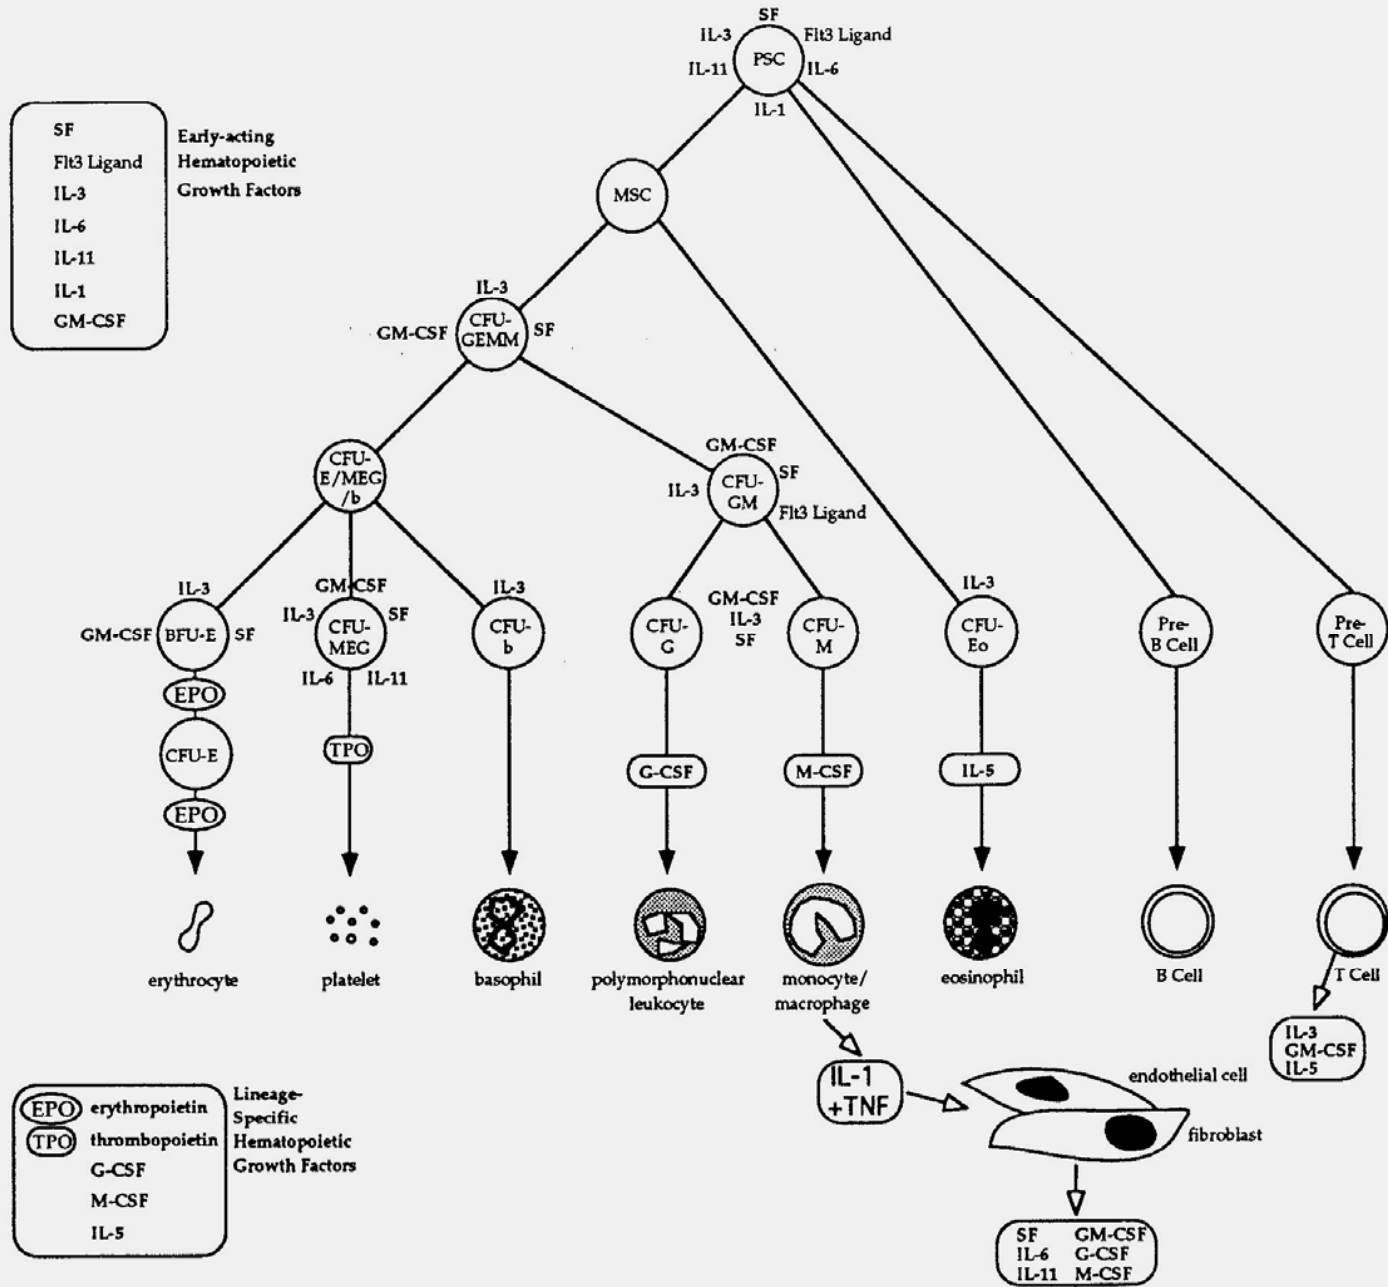 SF
IL-3
Flt3 Ligand
PSC
IL-11
IL-6
IL-1
SF
Flt3 Ligand
IL-3
IL-6
IL-11
IL-1
GM-CSF
Early-acting
Hematopoietic
Growth Factors
MSC
IL-3
GM-CSF
CFU-
GEMM
SF
CFU-
E/MEG
/b
GM-CSF
IL-3
CFU-
GM
SF
Flt3 Ligand
IL-3
GM-CSF
BFU-E
SF
EPO
CFU-E
EPO
GM-CSF
IL-3
SF
CFU-
MEG
IL-6
IL-11
TPO
IL-3
CFU-
b
CFU-
G
GM-CSF
IL-3
SF
CFU-
M
IL-3
CFU-
Eo
Pre-
B Cell
Pre-
T Cell
G-CSF
M-CSF
IL-5
erythrocyte
platelet
basophil
polymorphonuclear
leukocyte
monocyte/
macrophage
eosinophil
B Cell
T Cell
IL-3
GM-CSF
IL-5
IL-1
+TNF
endothelial cell
fibroblast
SF GM-CSF
IL-6 G-CSF
IL-11 M-CSF
EPO erythropoietin
TPO thrombopoietin
G-CSF
M-CSF
IL-5
Lineage-
Specific
Hematopoietic
Growth Factors